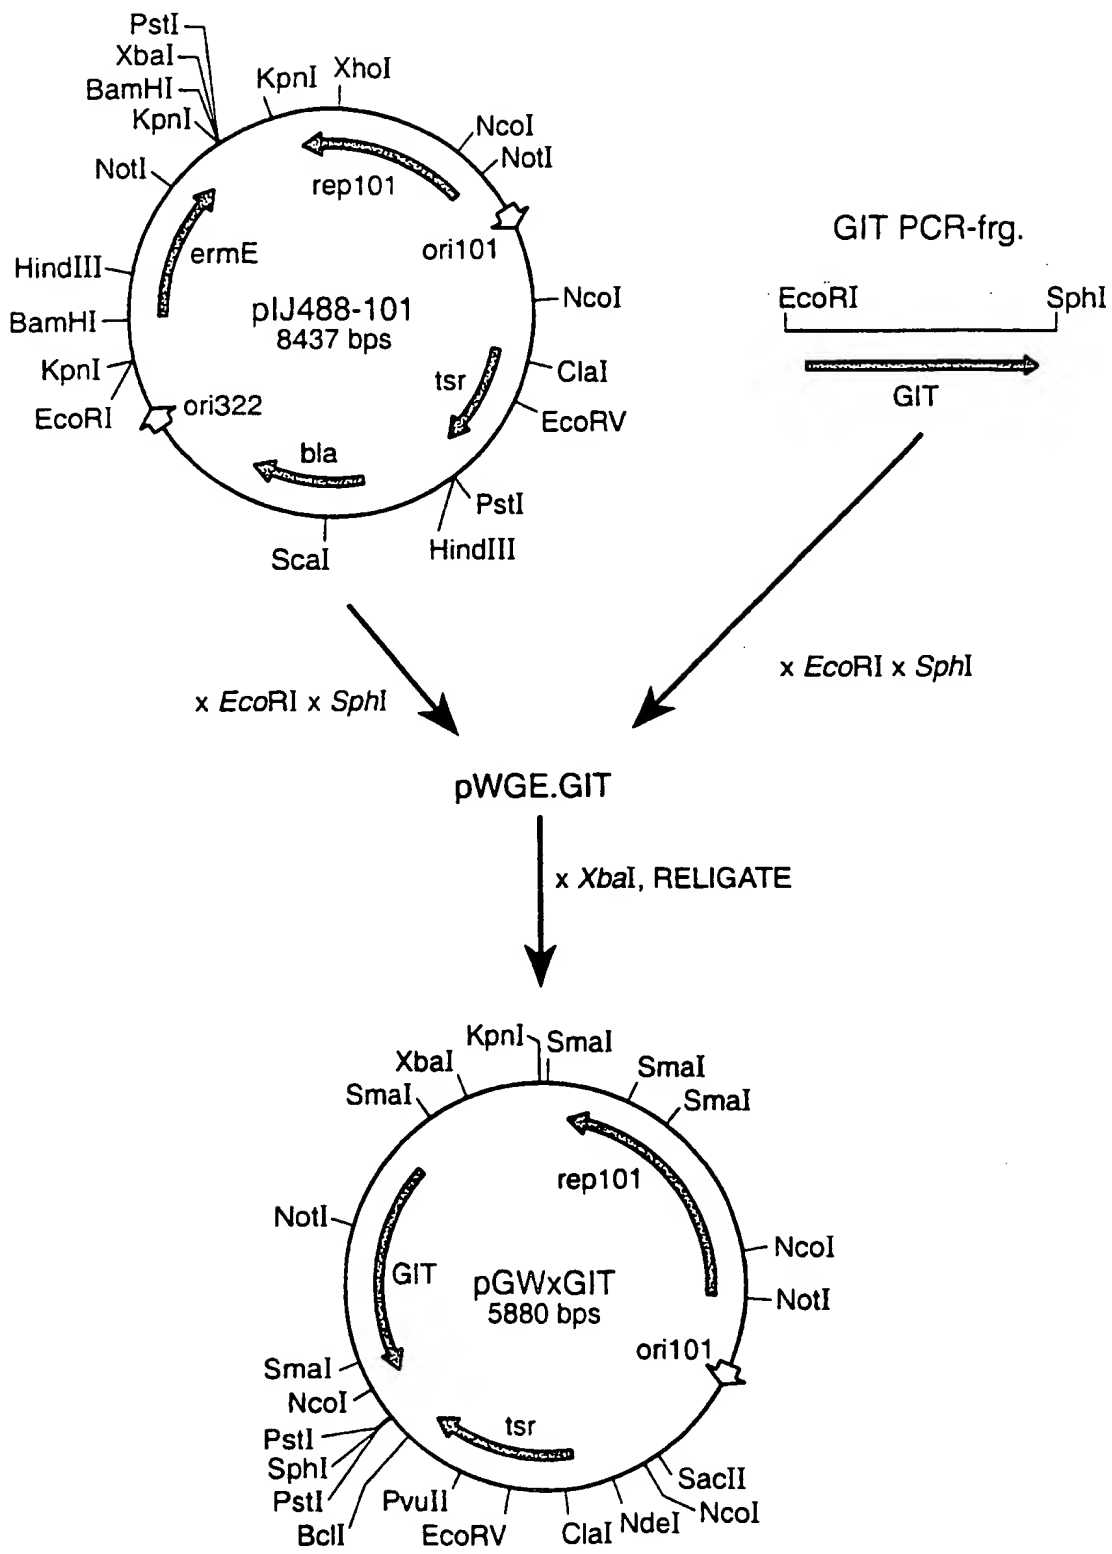 PstI
XbaI
BamHI
KpnI
KpnI
XhoI
NcoI
NotI
NotI
rep101
ori101
ermE
HindIII
pIJ488-101
8437 bps
NcoI
BamHI
KpnI
tsr
ClaI
EcoRI
ori322
EcoRV
bla
PstI
HindIII
ScaI
GIT PCR-frg.
EcoRI
SphI
GIT
x EcoRI x SphI
x EcoRI x SphI
pWGE.GIT
x XbaI, RELIGATE
KpnI
SmaI
XbaI
SmaI
SmaI
SmaI
rep101
NotI
NcoI
GIT
pGWxGIT
5880 bps
NotI
ori101
SmaI
NcoI
PstI
tsr
SphI
SacII
PstI
PvuII
NcoI
BclI
EcoRV
ClaI
NdeI